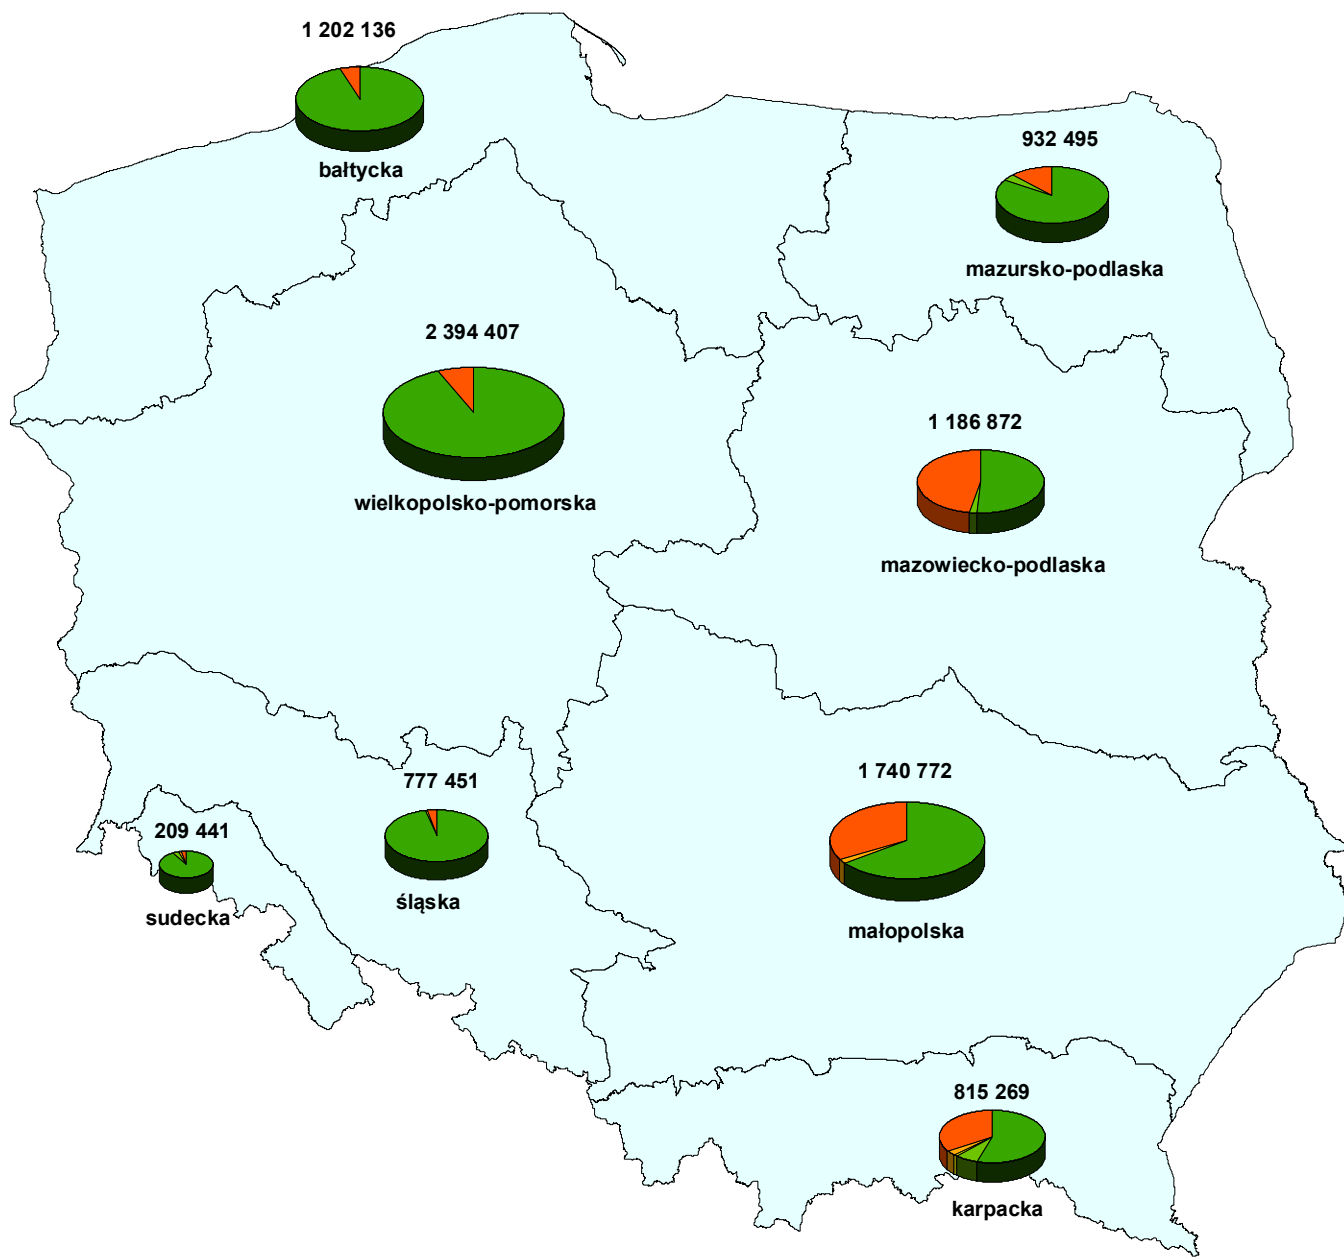 1 202 136
bałtycka
932 495
mazursko-podlaska
2 394 407
wielkopolsko-pomorska
1 186 872
mazowiecko-podlaska
777 451
śląska
209 441
sudecka
1 740 772
małopolska
815 269
karpacka